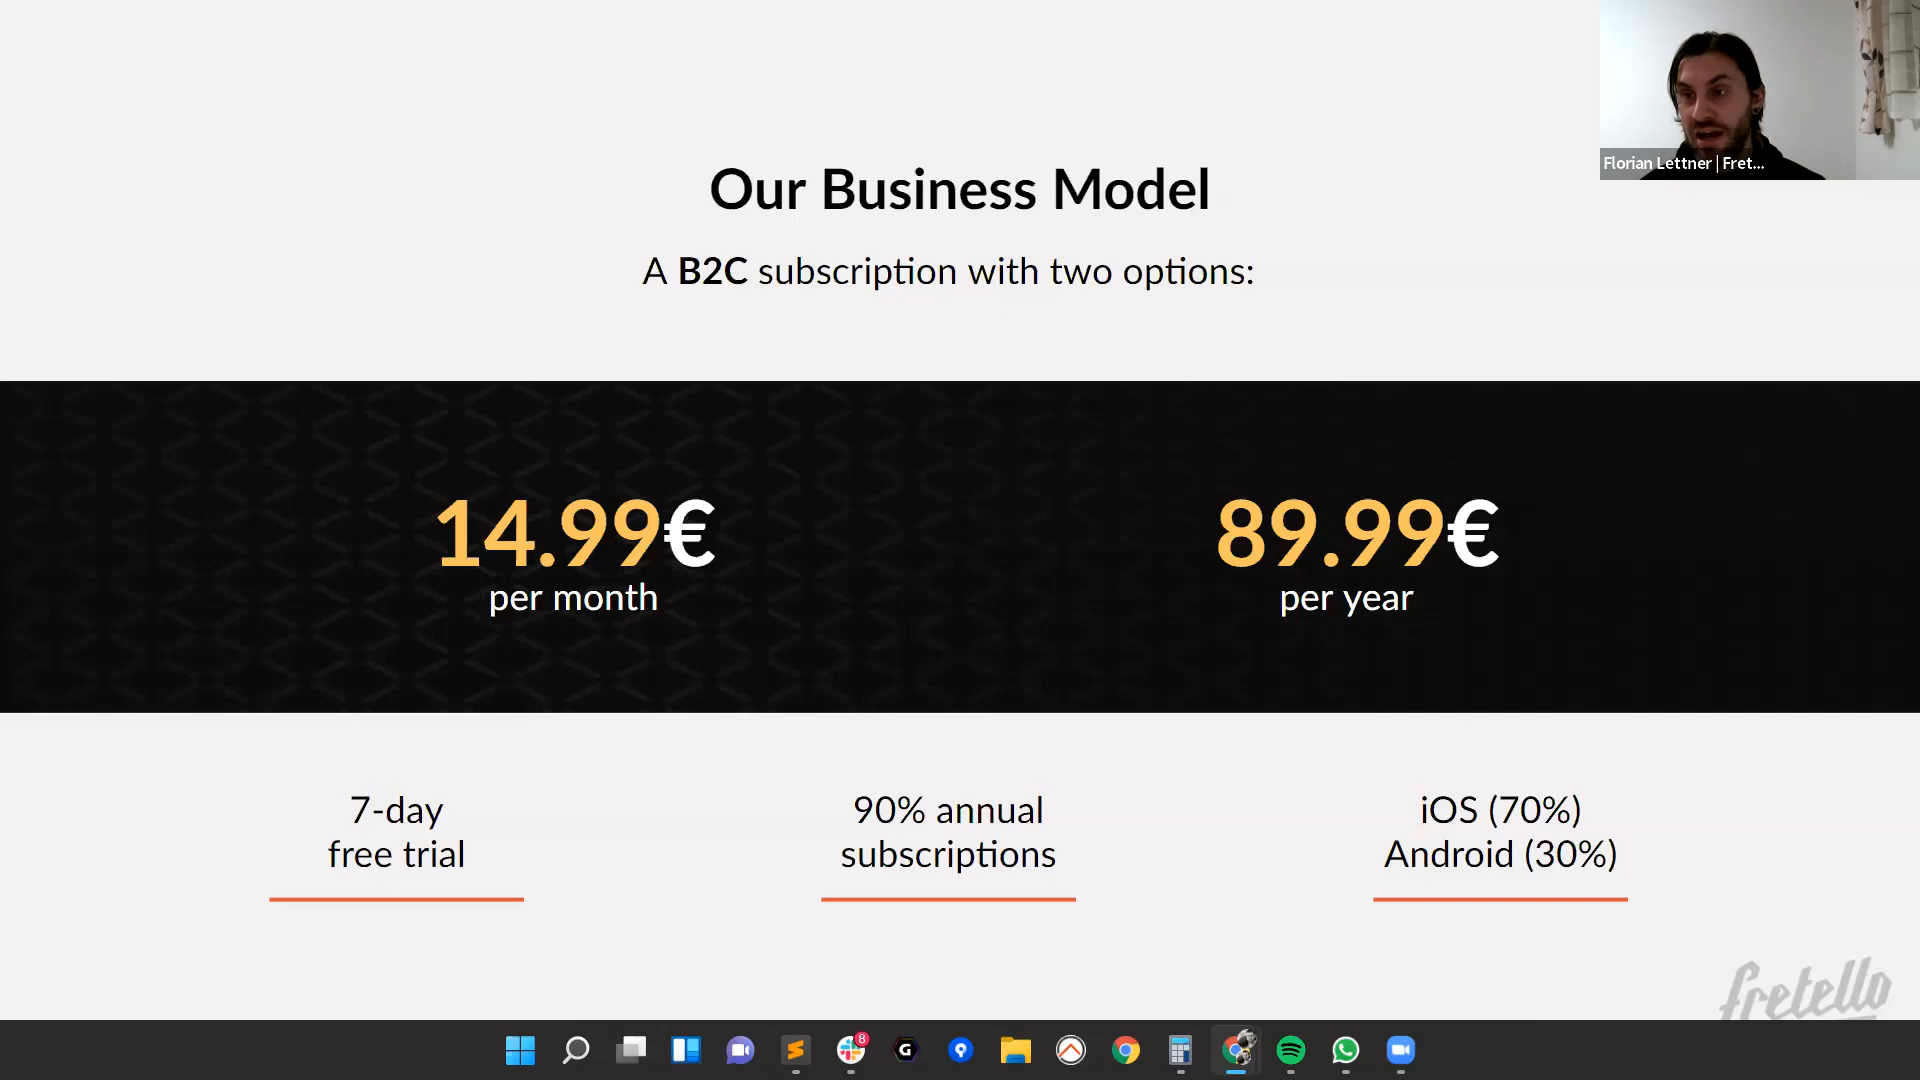 Florian Lettner | Fret...
Our Business Model
A B2C subscription with two options:
14.99€
per month
89.99€
per year
7-day
free trial
90% annual
subscriptions
iOS (70%)
Android (30%)
fretello
8
G